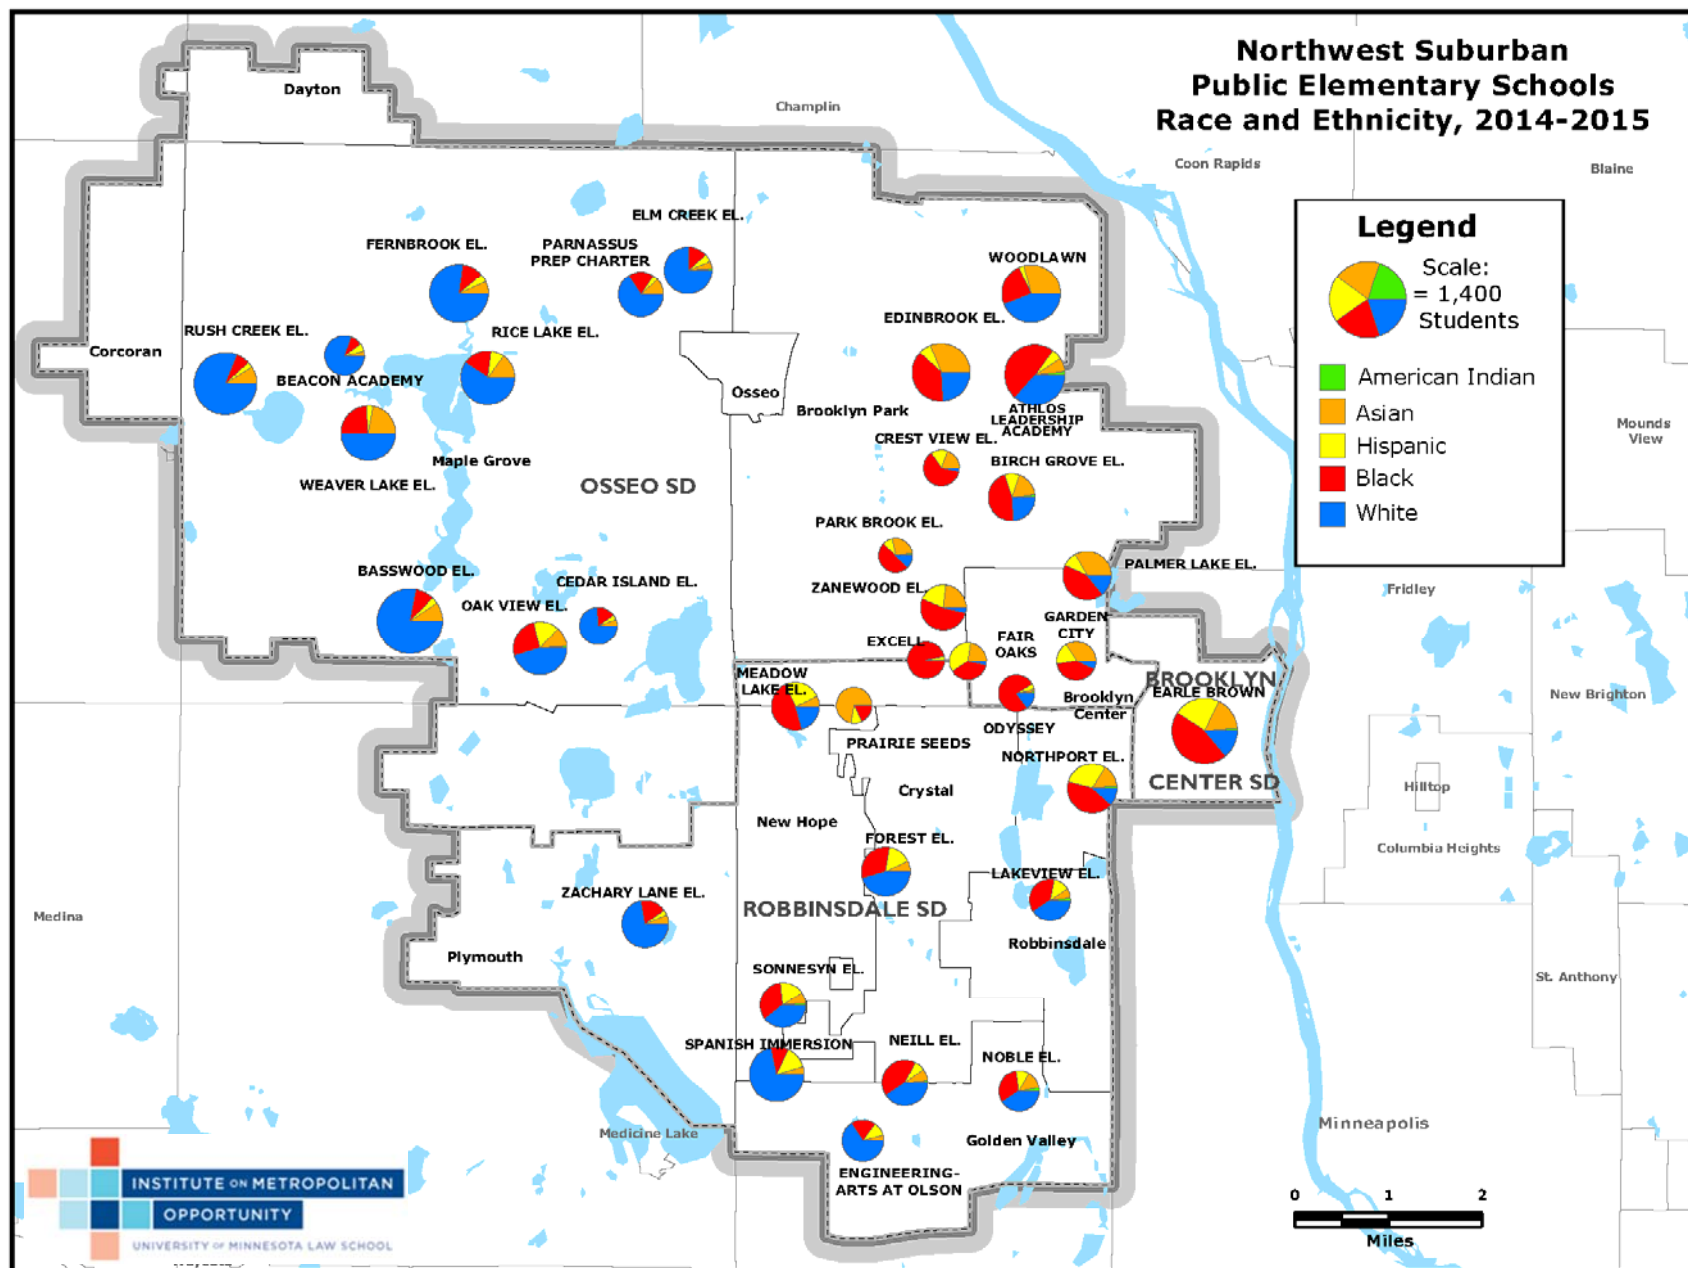 Northwest Suburban
Public Elementary Schools
Race and Ethnicity, 2014-2015
Dayton
Champlin
Coon Rapids
Blaine
Legend
Scale:
= 1,400
Students
American Indian
Asian
Hispanic
Black
White
ELM CREEK EL.
FERNBROOK EL.
PARNASSUS
PREP CHARTER
WOODLAWN
EDINBROOK EL.
RUSH CREEK EL.
RICE LAKE EL.
Corcoran
BEACON ACADEMY
Osseo
Brooklyn Park
ATHLOS
LEADERSHIP
ACADEMY
Mounds
View
CREST VIEW EL.
BIRCH GROVE EL.
Maple Grove
WEAVER LAKE EL.
OSSEO SD
PARK BROOK EL.
PALMER LAKE EL.
BASSWOOD EL.
CEDAR ISLAND EL.
ZANEWOOD EL.
Fridley
OAK VIEW EL.
GARDEN
CITY
EXCELL
FAIR
OAKS
MEADOW
LAKE EL.
BROOKLYN
EARLE BROWN
New Brighton
Brooklyn
Center
ODYSSEY
PRAIRIE SEEDS
NORTHPORT EL.
CENTER SD
Hilltop
Crystal
New Hope
FOREST EL.
Columbia Heights
LAKEVIEW EL.
ZACHARY LANE EL.
ROBBINSDALE SD
Medina
Robbinsdale
Plymouth
SONNESYN EL.
St. Anthony
SPANISH IMMERSION
NEILL EL.
NOBLE EL.
Minneapolis
Medicine Lake
Golden Valley
ENGINEERING-
ARTS AT OLSON
INSTITUTE ON METROPOLITAN
OPPORTUNITY
UNIVERSITY OF MINNESOTA LAW SCHOOL
0 1 2
Miles